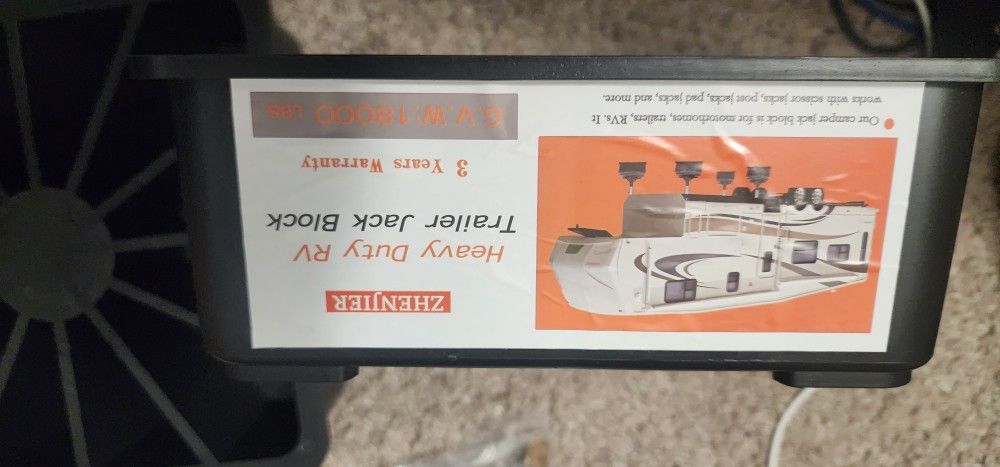 ZHENJIER
Heavy Duty RV
Trailer Jack Block
3 Years Warranty
G.V.W:18000 LBS
Our camper jack block is for motorhomes, trailers, RVs. It
works with scissor jacks, post jacks, pad jacks, and more.